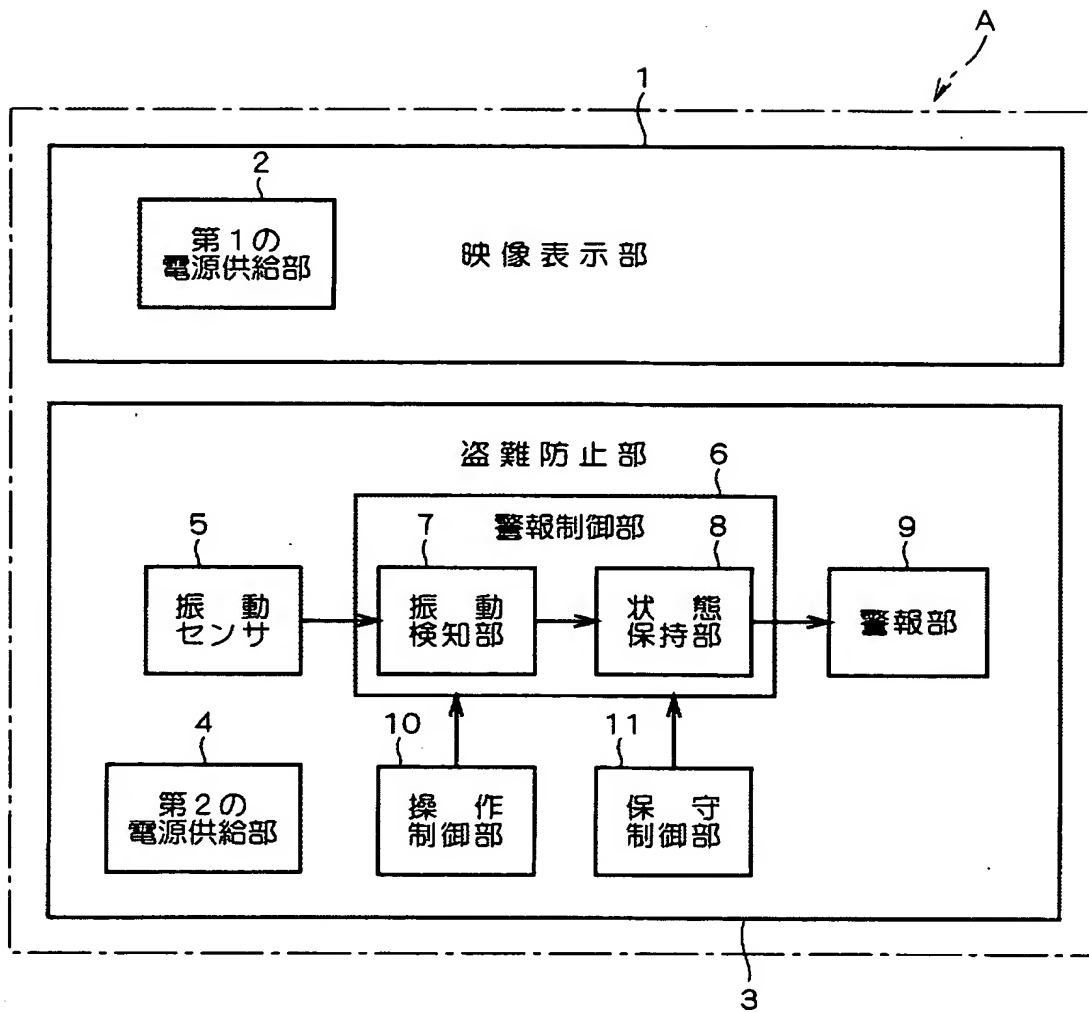 A
1
2
第1の
電源供給部
映像表示部
盗難防止部
6
警報制御部
5
7
8
9
振動
センサ
振動
検知部
状態
保持部
警報部
4
10
11
第2の
電源供給部
操作
制御部
保守
制御部
3